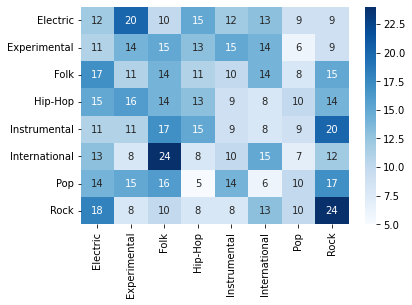 Electric 12 20 10 15 12 13 9 9
Experimental 11 14 15 13 15 14 6 9
Folk 17 11 14 11 10 14 8 15
Hip-Hop 15 16 14 13 9 8 10 14
Instrumental 11 11 17 15 9 8 9 20
International 13 8 24 8 10 15 7 12
Pop 14 15 16 5 14 6 10 17
Rock 18 8 10 8 8 13 10 24
Electric Experimental Folk Hip-Hop Instrumental International Pop Rock
22.5
20.0
17.5
15.0
12.5
10.0
7.5
5.0